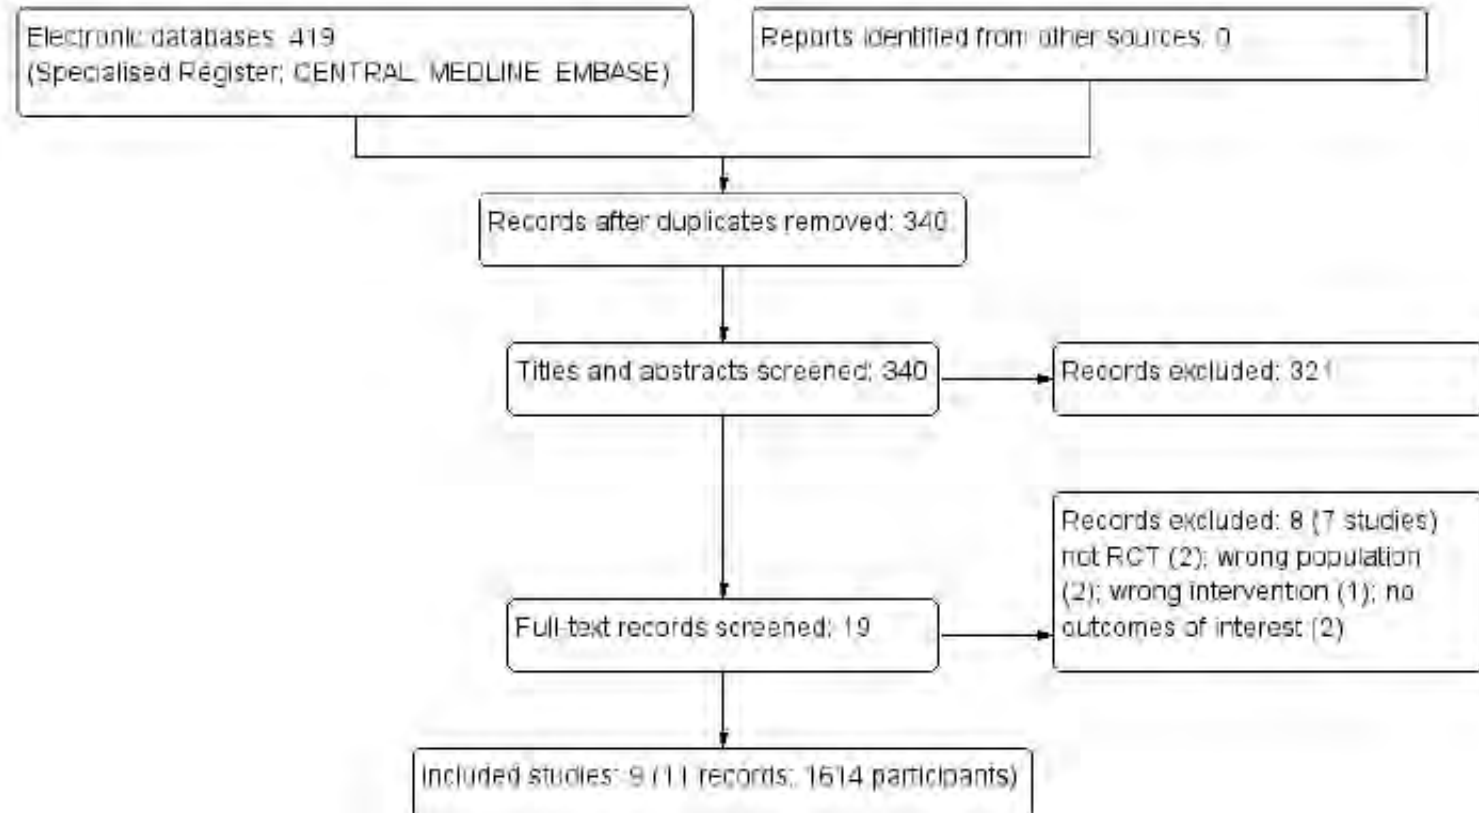 Electronic databases: 419
(Specialised Register; CENTRAL, MEDLINE, EMBASE)
Reports identified from other sources: 0
Records after duplicates removed: 340
Titles and abstracts screened: 340
Records excluded: 321
Records excluded: 8 (7 studies)
not RCT (2); wrong population
(2); wrong intervention (1); no
outcomes of interest (2)
Full-text records screened: 19
Included studies: 9 (11 records; 1614 participants)